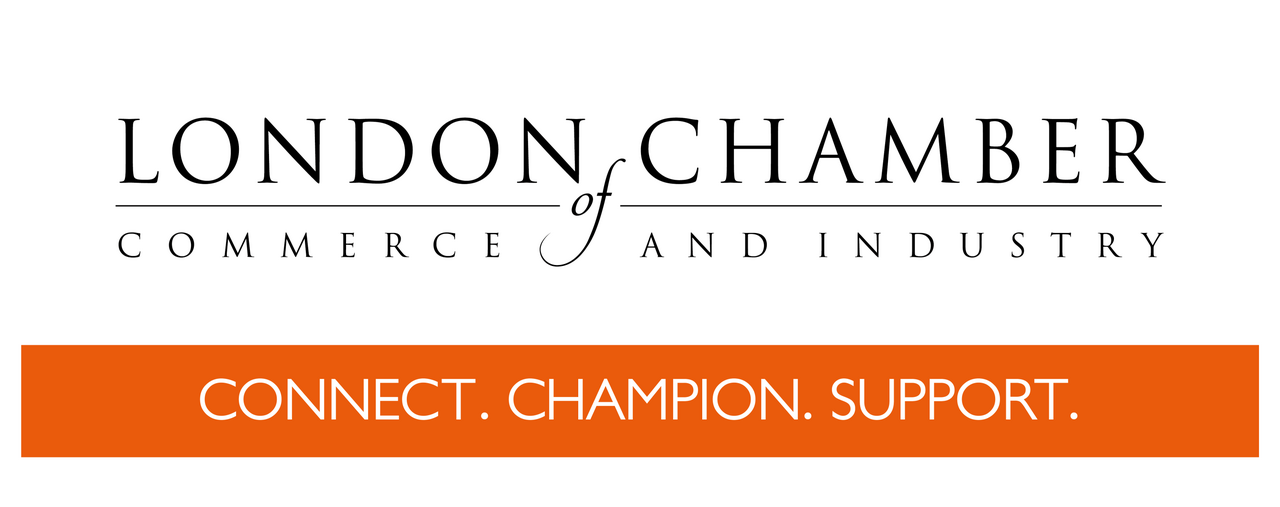 LONDON CHAMBER
of
COMMERCE AND INDUSTRY
CONNECT. CHAMPION. SUPPORT.